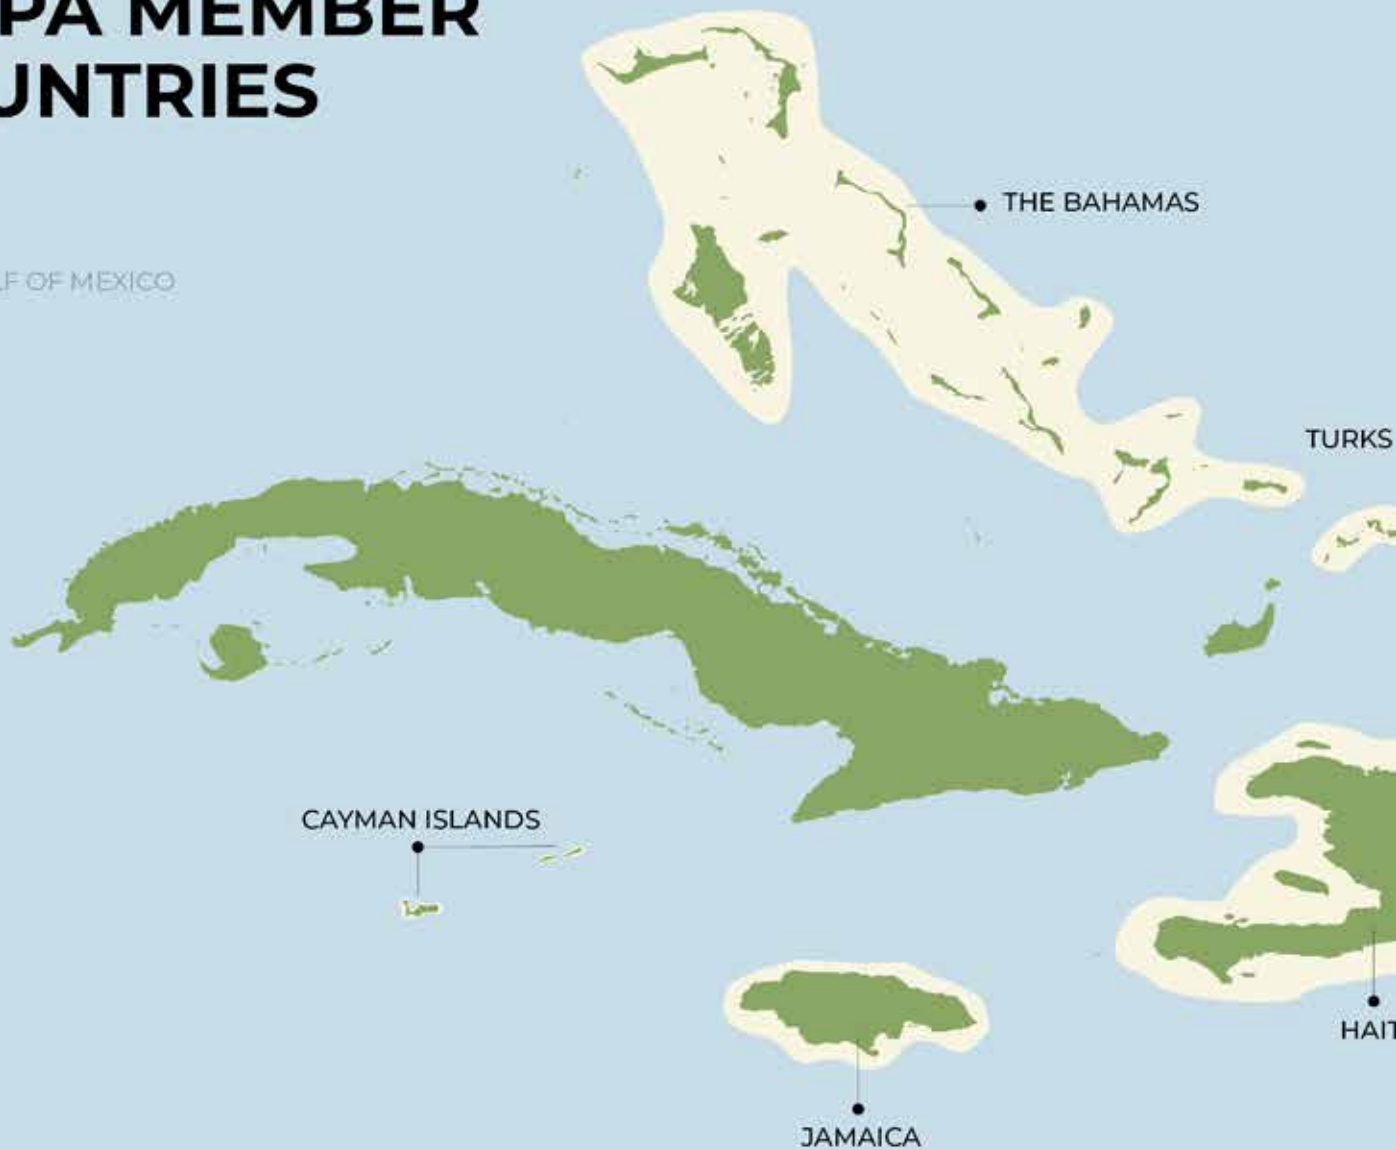 PA MEMBER
UNTRIES
THE BAHAMAS
LF OF MEXICO
TURKS
CAYMAN ISLANDS
HAIT
JAMAICA